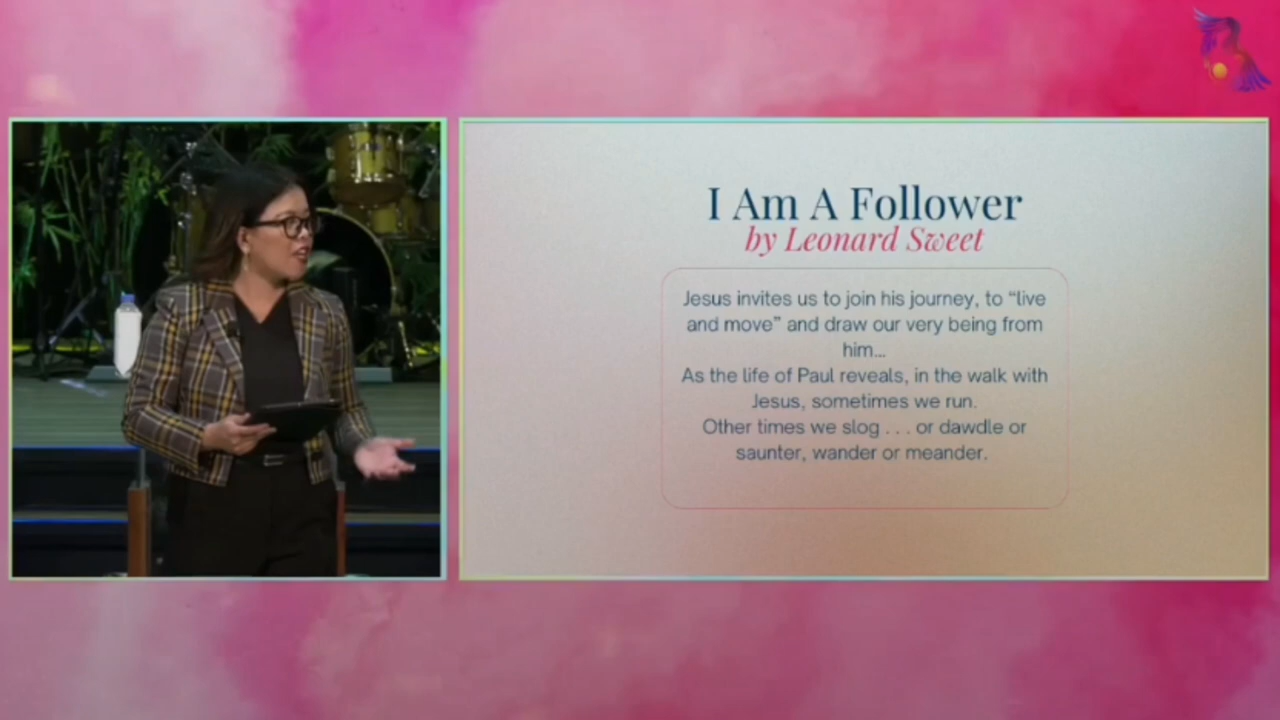 I Am A Follower
by Leonard Sweet
Jesus invites us to join his journey, to “live
and move” and draw our very being from
him...
As the life of Paul reveals, in the walk with
Jesus, sometimes we run.
Other times we slog . . . or dawdle or
saunter, wander or meander.